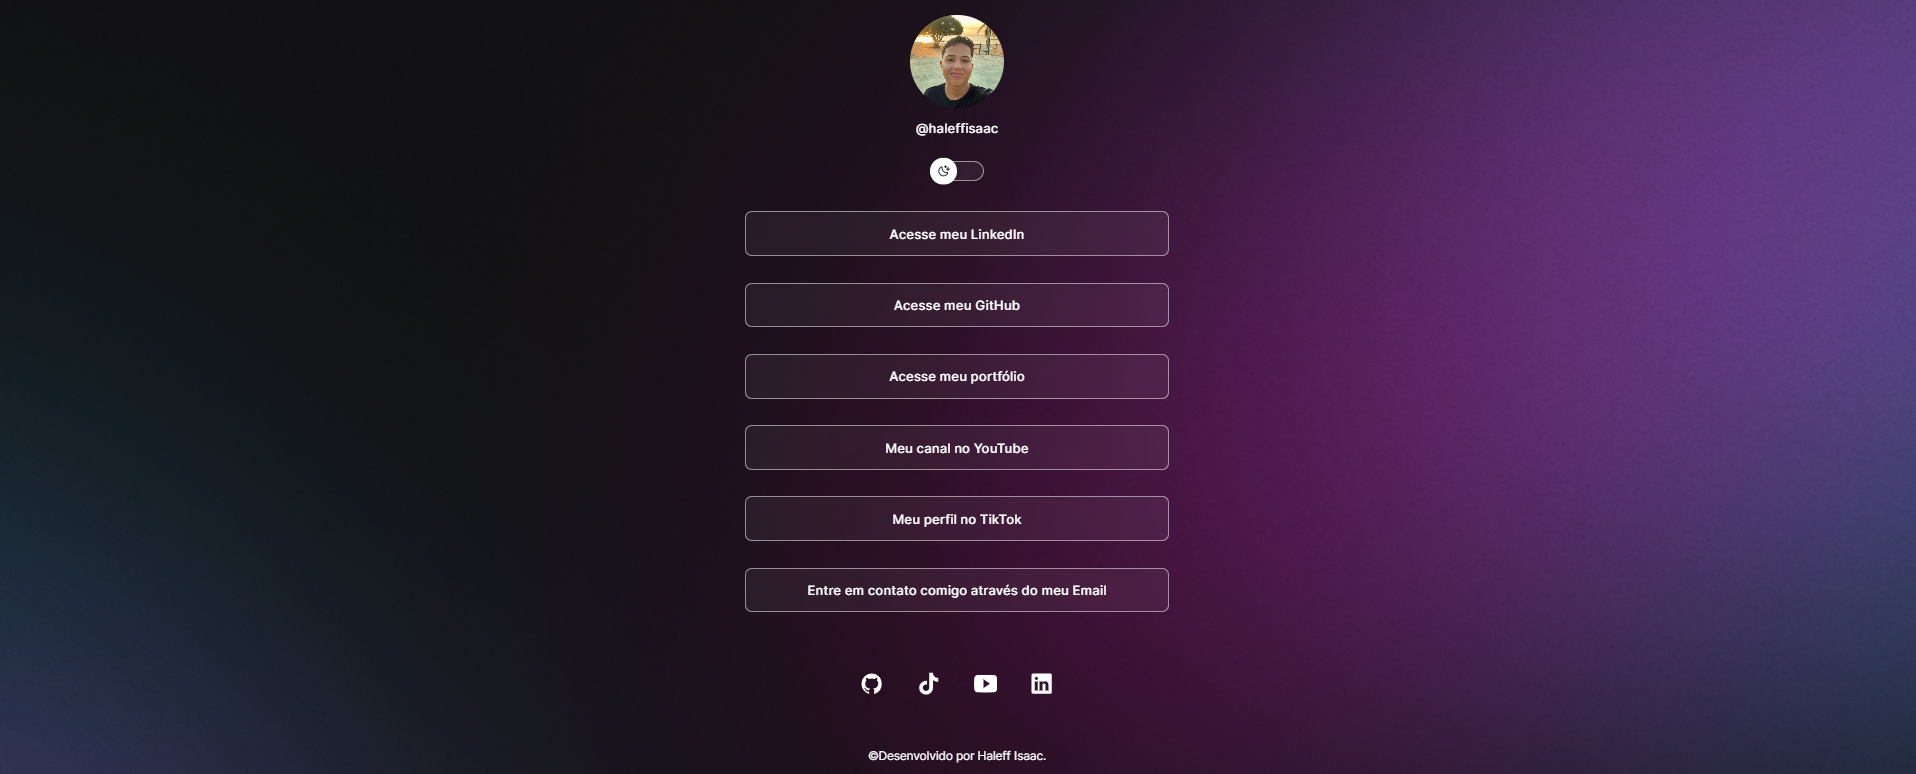 @haleffisaac
Acesse meu LinkedIn
Acesse meu GitHub
Acesse meu portfólio
Meu canal no YouTube
Meu perfil no TikTok
Entre em contato comigo através do meu Email
in
©Desenvolvido por Haleff Isaac.